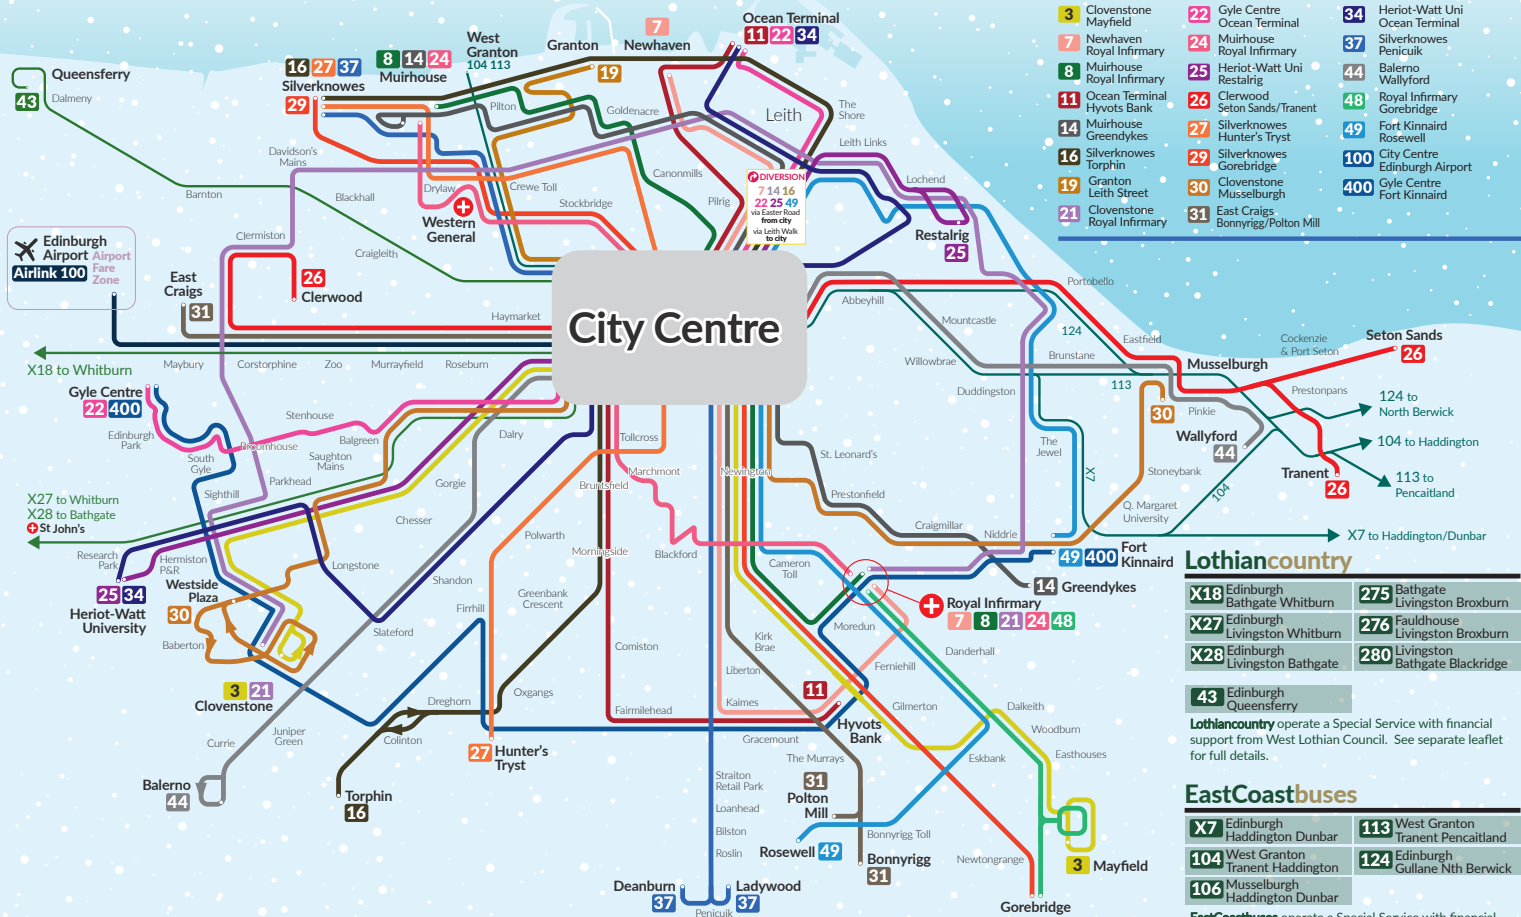 Queensferry
43
Dalmeny
16 27 37
Silverknowes
29
8 14 24
Muirhouse
West
Granton
104 113
Granton
19
7
Newhaven
Ocean Terminal
11 22 34
Pilton
Goldenacre
Leith
The
Shore
Leith Links
Davidson's
Mains
Barnton
Blackhall
Drylaw
Crewe Toll
Canonmills
Pilrig
Stockbridge
Western
General
Lochend
Restalrig
25
DIVERSION
7 14 16
22 25 49
via Easter Road
from city
via Leith Walk
to city
Clermiston
Craigleith
Edinburgh
Airport
Airlink 100
Airport
Fare
Zone
East
Craigs
31
26
Clerwood
Haymarket
City Centre
Abbeyhill
Portobello
Mountcastle
124
Eastfield
Willowbrae
Brunstane
113
Duddingston
Musselburgh
Cockenzie
& Port Seton
Seton Sands
26
Prestonpans
30
Pinkie
Wallyford
44
Tranent
26
124 to
North Berwick
104 to Haddington
113 to
Pencaitland
X7 to Haddington/Dunbar
104
X7
The
Jewel
Stoneybank
Q. Margaret
University
X18 to Whitburn
Maybury
Corstorphine
Zoo
Murrayfield
Roseburn
Gyle Centre
22 400
Edinburgh
Park
South
Gyle
Broomhouse
Stenhouse
Balgreen
Saughton
Mains
Parkhead
Sighthill
Dalry
Gorgie
Chesser
X27 to Whitburn
X28 to Bathgate
St John's
Research
Park
Hermiston
P&R
25 34
Heriot-Watt
University
Westside
Plaza
30
Baberton
Longstone
Shandon
Slateford
3 21
Clovenstone
Currie
Juniper
Green
Balerno
44
Colinton
Dreghorn
Torphin
16
Firrhill
Oxgangs
27 Hunter's
Tryst
Polwarth
Greenbank
Crescent
Tollcross
Bruntsfield
Marchmont
Morningside
Blackford
Comiston
Fairmilehead
Newington
St. Leonard's
Prestonfield
Craigmillar
Niddrie
Cameron
Toll
49 400 Fort
Kinnaird
14 Greendykes
Royal Infirmary
7 8 21 24 48
Moredun
Kirk
Brae
Liberton
Kaimes
Ferniehill
Danderhall
Gilmerton
11
Hyvots
Bank
Gracemount
The Murrays
31
Polton
Mill
Straiton
Retail Park
Loanhead
Bilston
Roslin
Rosewell 49
Bonnyrigg Toll
Bonnyrigg
31
Deanburn
37
Ladywood
37
Penicuik
Dalkeith
Woodburn
Easthouses
Eskbank
Newtongrange
Gorebridge
3 Mayfield
3 Clovenstone
Mayfield
7 Newhaven
Royal Infirmary
8 Muirhouse
Royal Infirmary
11 Ocean Terminal
Hyvots Bank
14 Muirhouse
Greendykes
16 Silverknowes
Torphin
19 Granton
Leith Street
21 Clovenstone
Royal Infirmary
22 Gyle Centre
Ocean Terminal
24 Muirhouse
Royal Infirmary
25 Heriot-Watt Uni
Restalrig
26 Clerwood
Seton Sands/Tranent
27 Silverknowes
Hunter's Tryst
29 Silverknowes
Gorebridge
30 Clovenstone
Musselburgh
31 East Craigs
Bonnyrigg/Polton Mill
34 Heriot-Watt Uni
Ocean Terminal
37 Silverknowes
Penicuik
44 Balerno
Wallyford
48 Royal Infirmary
Gorebridge
49 Fort Kinnaird
Rosewell
100 City Centre
Edinburgh Airport
400 Gyle Centre
Fort Kinnaird
Lothiancountry
X18 Edinburgh
Bathgate Whitburn
275 Bathgate
Livingston Broxburn
X27 Edinburgh
Livingston Whitburn
276 Fauldhouse
Livingston Broxburn
X28 Edinburgh
Livingston Bathgate
280 Livingston
Bathgate Blackridge
43 Edinburgh
Queensferry
Lothiancountry operate a Special Service with financial
support from West Lothian Council. See separate leaflet
for full details.
EastCoastbuses
X7 Edinburgh
Haddington Dunbar
113 West Granton
Tranent Pencaitland
104 West Granton
Tranent Haddington
124 Edinburgh
Gullane Nth Berwick
106 Musselburgh
Haddington Dunbar
EastCoastbuses operate a Special Service with financial